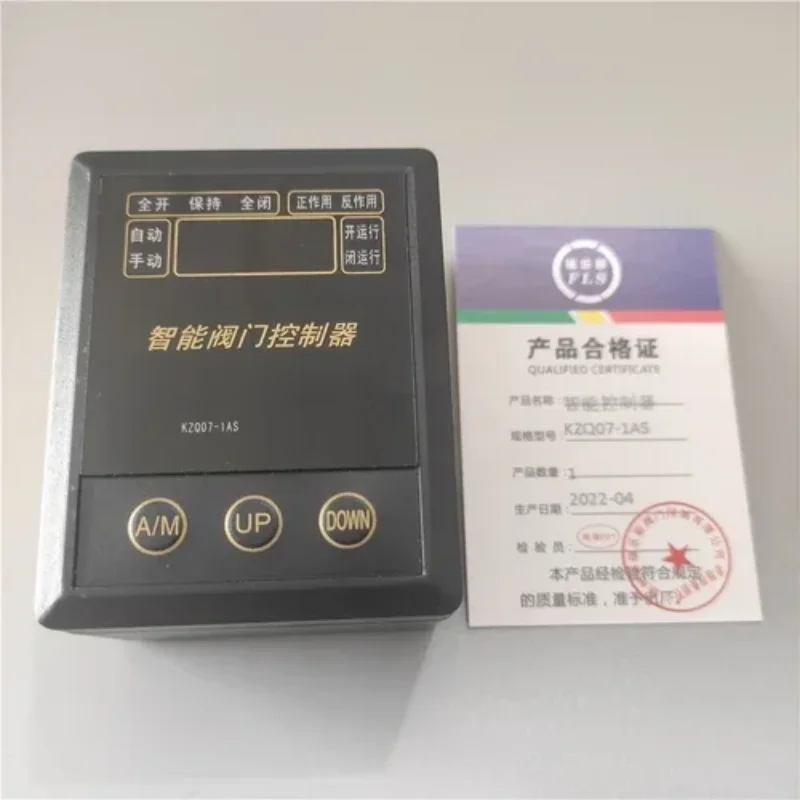 全开 保持 全闭 正作用 反作用
自动 开运行
手动 闭运行
智能阀门控制器
KZQ07-1AS
A/M UP DOWN
FLS
产品合格证
QUALIFIED CERTIFICATE
产品名称: 智能控制器
规格型号: KZQ07-1AS
产品数量: 1
生产日期: 2022-04
检验员:
本产品经检验符合规定
的质量标准，准予出厂。